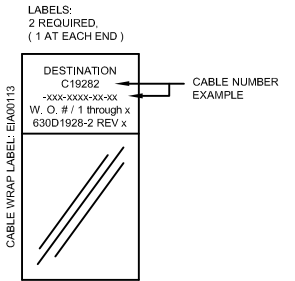 LABELS:
2 REQUIRED,
( 1 AT EACH END )
DESTINATION
C19282
-xxx-xxxx-xx-xx
W. O. # / 1 through x
630D1928-2 REV x
CABLE NUMBER
EXAMPLE
CABLE WRAP LABEL: EIA00113